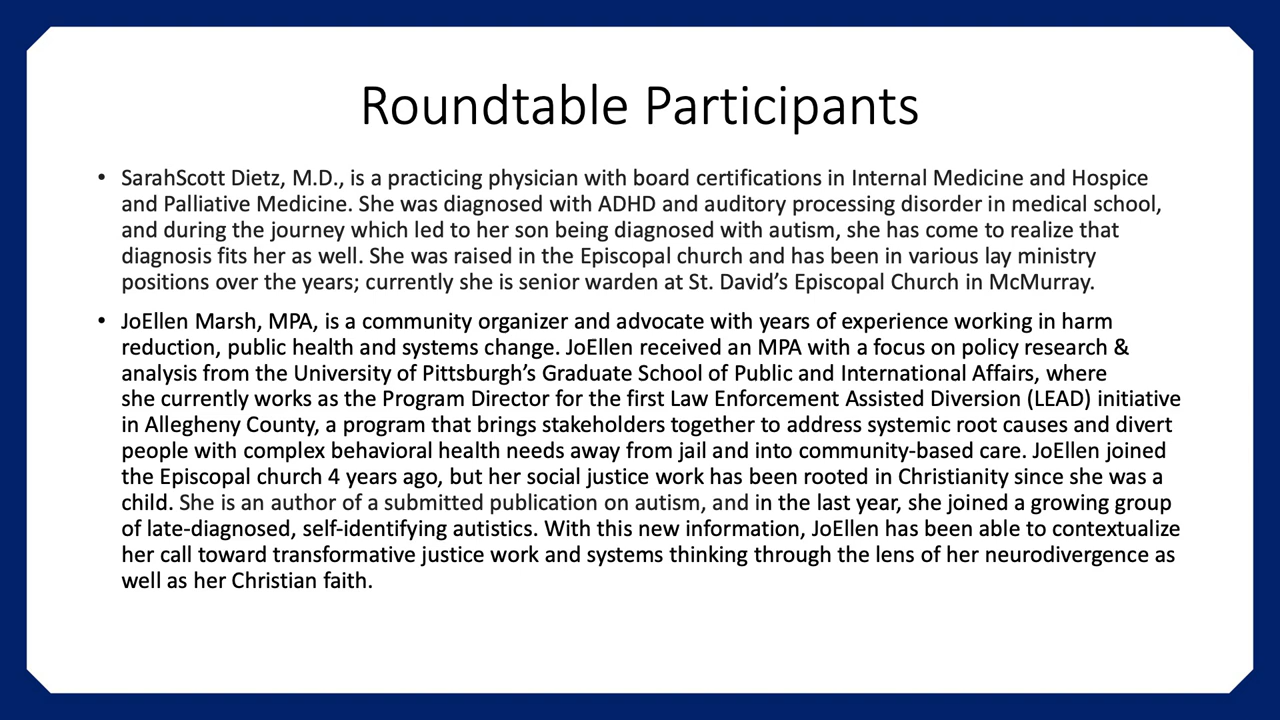 Roundtable Participants
• SarahScott Dietz, M.D., is a practicing physician with board certifications in Internal Medicine and Hospice
and Palliative Medicine. She was diagnosed with ADHD and auditory processing disorder in medical school,
and during the journey which led to her son being diagnosed with autism, she has come to realize that
diagnosis fits her as well. She was raised in the Episcopal church and has been in various lay ministry
positions over the years; currently she is senior warden at St. David’s Episcopal Church in McMurray.
• JoEllen Marsh, MPA, is a community organizer and advocate with years of experience working in harm
reduction, public health and systems change. JoEllen received an MPA with a focus on policy research &
analysis from the University of Pittsburgh’s Graduate School of Public and International Affairs, where
she currently works as the Program Director for the first Law Enforcement Assisted Diversion (LEAD) initiative
in Allegheny County, a program that brings stakeholders together to address systemic root causes and divert
people with complex behavioral health needs away from jail and into community-based care. JoEllen joined
the Episcopal church 4 years ago, but her social justice work has been rooted in Christianity since she was a
child. She is an author of a submitted publication on autism, and in the last year, she joined a growing group
of late-diagnosed, self-identifying autistics. With this new information, JoEllen has been able to contextualize
her call toward transformative justice work and systems thinking through the lens of her neurodivergence as
well as her Christian faith.